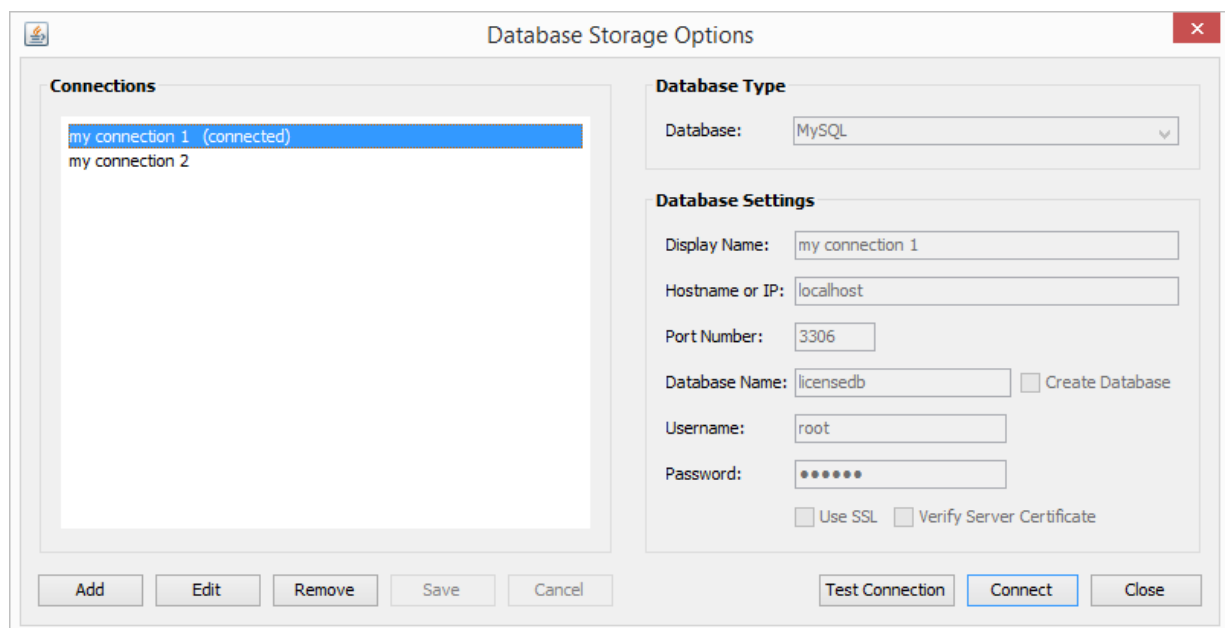 Database Storage Options
Connections
my connection 1 (connected)
my connection 2
Database Type
Database: MySQL
Database Settings
Display Name: my connection 1
Hostname or IP: localhost
Port Number: 3306
Database Name: licensedb Create Database
Username: root
Password: ••••••
Use SSL Verify Server Certificate
Add Edit Remove Save Cancel Test Connection Connect Close